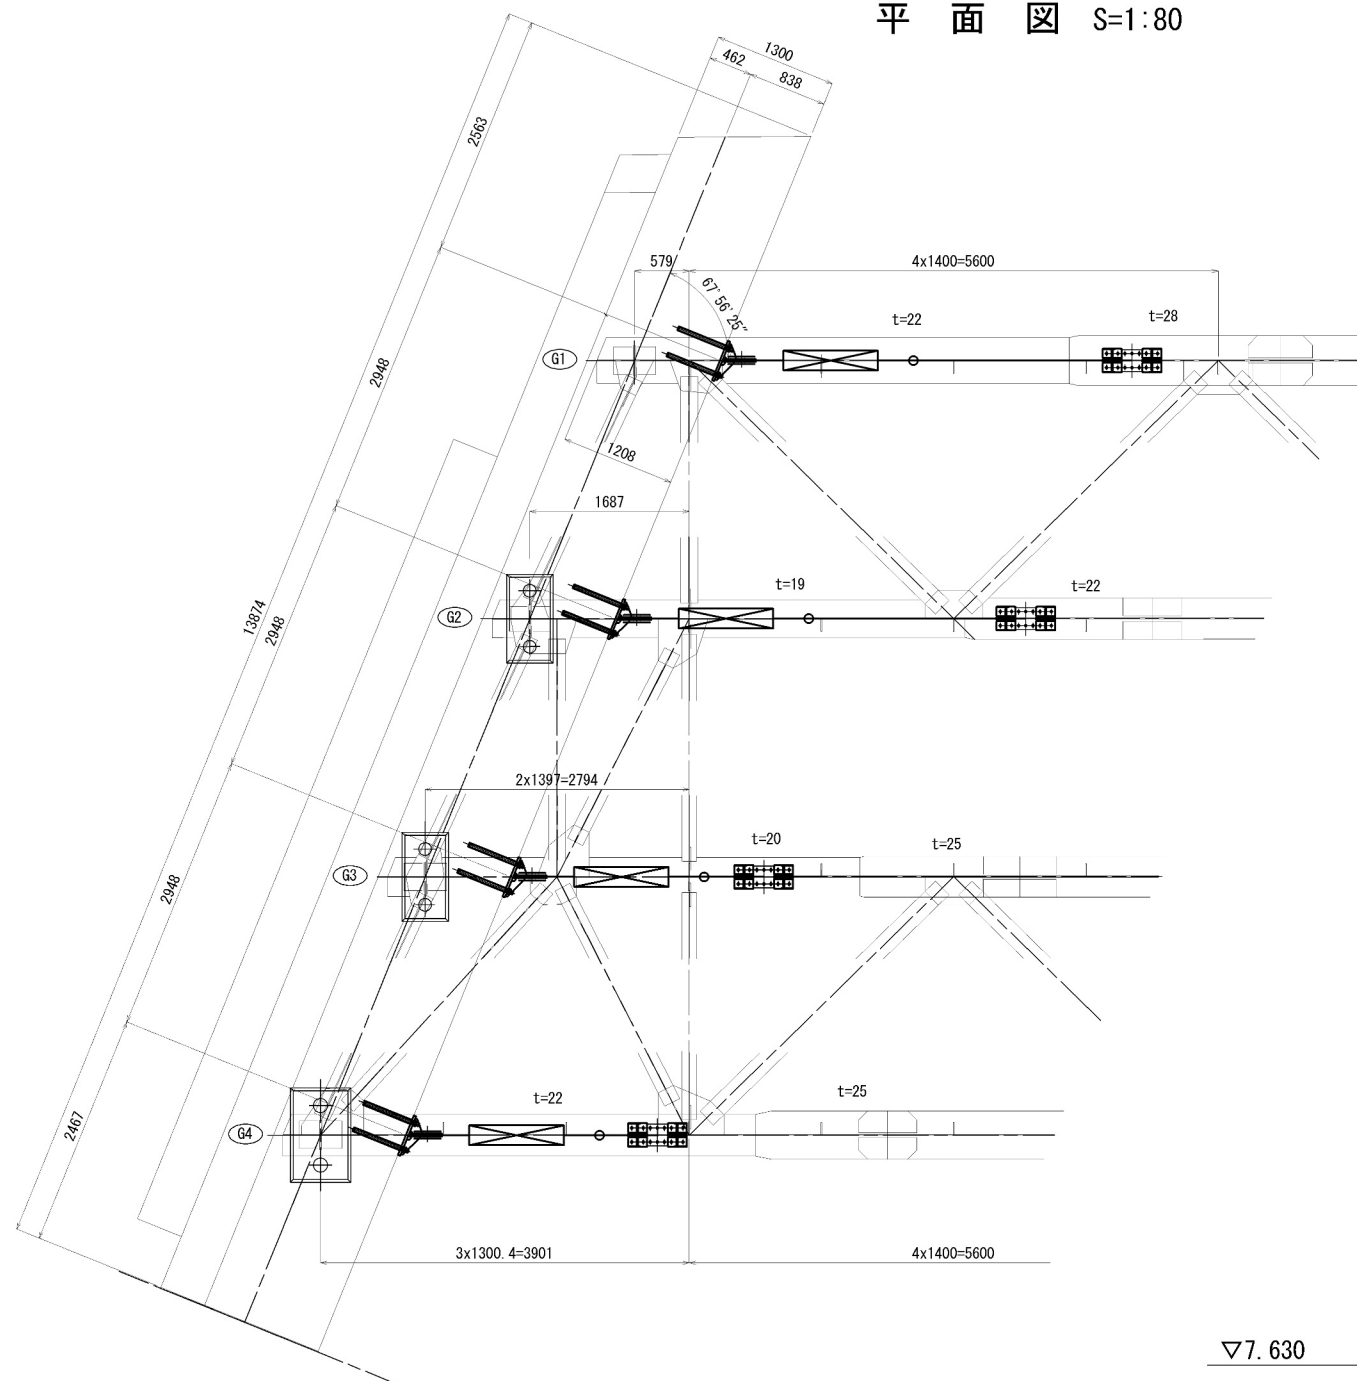 平 面 図 S=1:80
1300
462
838
2563
579
4x1400=5600
67°56'25"
t=22
t=28
G1
2948
1208
1687
t=19
t=22
G2
13874
2948
2x1397=2794
t=20
t=25
G3
2948
t=22
t=25
G4
2467
3x1300.4=3901
4x1400=5600
▽7.630